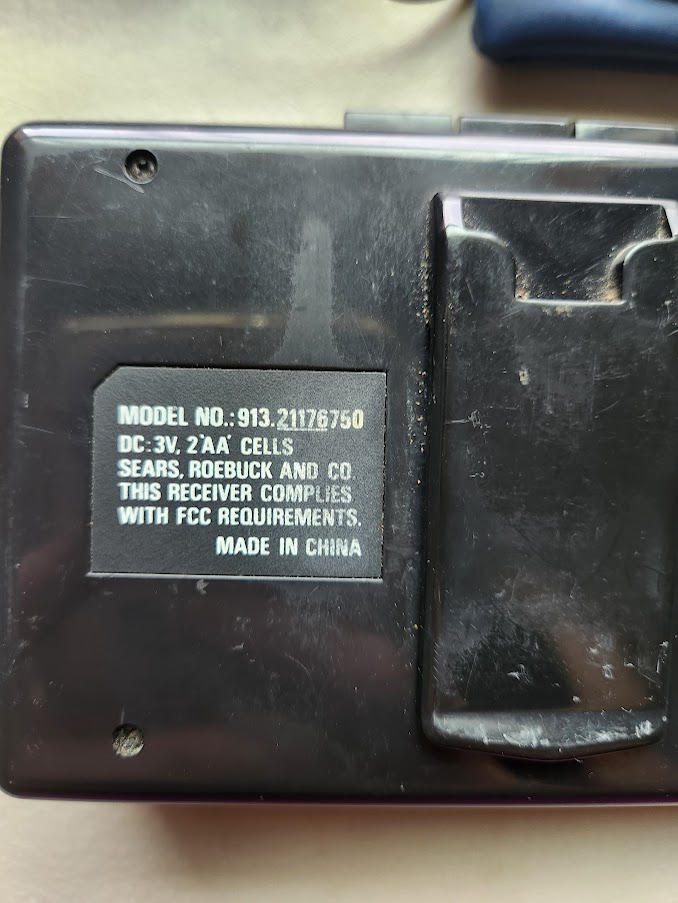 MODEL NO.: 913.21176750
DC: 3V, 2 "AA" CELLS
SEARS, ROEBUCK AND CO.
THIS RECEIVER COMPLIES
WITH FCC REQUIREMENTS.
MADE IN CHINA